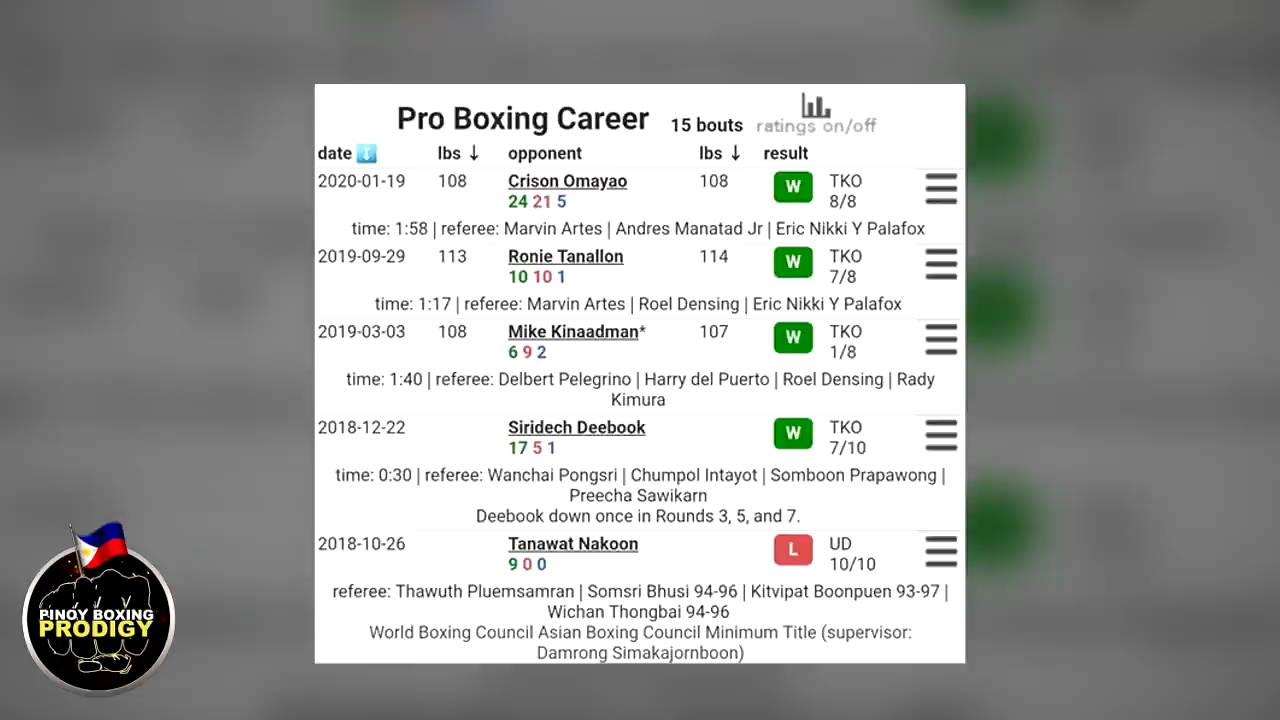 Pro Boxing Career 15 bouts ratings on/off
date ↕ lbs ↓ opponent lbs ↓ result
2020-01-19 108 Crison Omayao 108 W TKO
24 21 5 8/8
time: 1:58 | referee: Marvin Artes | Andres Manatad Jr | Eric Nikki Y Palafox
2019-09-29 113 Ronie Tanallon 114 W TKO
10 10 1 7/8
time: 1:17 | referee: Marvin Artes | Roel Densing | Eric Nikki Y Palafox
2019-03-03 108 Mike Kinaadman* 107 W TKO
6 9 2 1/8
time: 1:40 | referee: Delbert Pelegrino | Harry del Puerto | Roel Densing | Rady
Kimura
2018-12-22 Siridech Deebook W TKO
17 5 1 7/10
time: 0:30 | referee: Wanchai Pongsri | Chumpol Intayot | Somboon Prapawong |
Preecha Sawikarn
Deebook down once in Rounds 3, 5, and 7.
2018-10-26 Tanawat Nakoon L UD
9 0 0 10/10
referee: Thawuth Pluemsamran | Somsri Bhusi 94-96 | Kitvipat Boonpuen 93-97 |
Wichan Thongbai 94-96
World Boxing Council Asian Boxing Council Minimum Title (supervisor:
Damrong Simakajornboon)
PINOY BOXING
PRODIGY